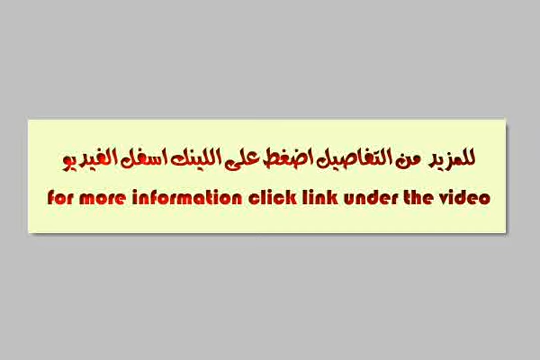 للمزيد من التفاصيل اضغط على اللينك اسفل الفيديو
for more information click link under the video